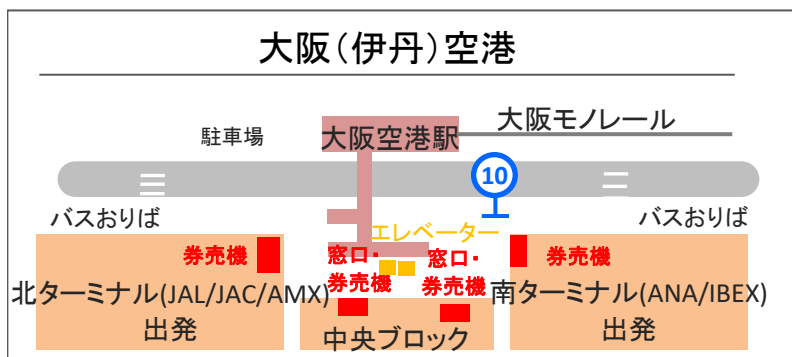 大阪（伊丹）空港
大阪モノレール
駐車場
大阪空港駅
10
バスおりば
バスおりば
エレベーター
券売機
窓口・
券売機
窓口・
券売機
券売機
北ターミナル(JAL/JAC/AMX)
出発
中央ブロック
南ターミナル(ANA/IBEX)
出発